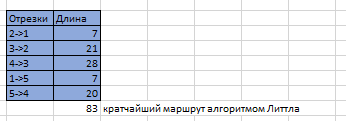 Отрезки Длина
2->1 7
3->2 21
4->3 28
1->5 7
5->4 20
83 кратчайший маршрут алгоритмом Литтла